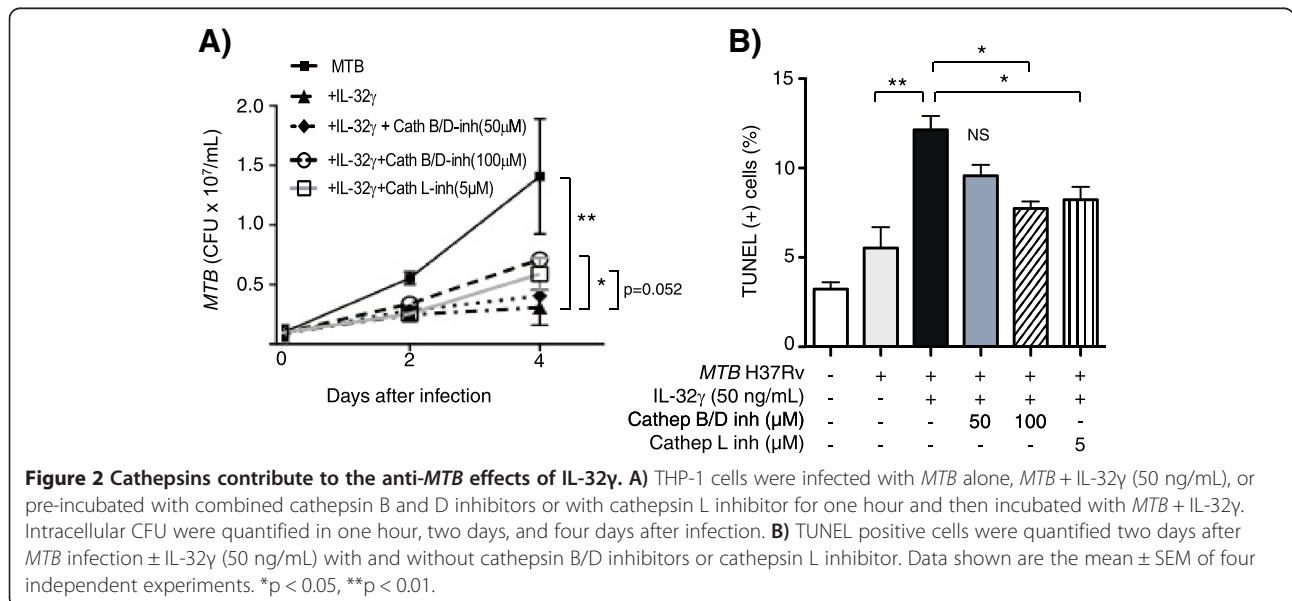 A)
MTB
+IL-32γ
+IL-32γ + Cath B/D-inh(50μM)
+IL-32γ+Cath B/D-inh(100μM)
+IL-32γ+Cath L-inh(5μM)
2.0
1.5
1.0
0.5
MTB (CFU x 10⁷/mL)
**
*
p=0.052
0 2 4
Days after infection
B)
*
*
**
NS
15
10
5
0
TUNEL (+) cells (%)
MTB H37Rv - + + + + +
IL-32γ (50 ng/mL) - - + + + +
Cathep B/D inh (μM) - - - 50 100 -
Cathep L inh (μM) - - - - - 5
Figure 2 Cathepsins contribute to the anti-MTB effects of IL-32γ. A) THP-1 cells were infected with MTB alone, MTB + IL-32γ (50 ng/mL), or
pre-incubated with combined cathepsin B and D inhibitors or with cathepsin L inhibitor for one hour and then incubated with MTB + IL-32γ.
Intracellular CFU were quantified in one hour, two days, and four days after infection. B) TUNEL positive cells were quantified two days after
MTB infection ± IL-32γ (50 ng/mL) with and without cathepsin B/D inhibitors or cathepsin L inhibitor. Data shown are the mean ± SEM of four
independent experiments. *p < 0.05, **p < 0.01.